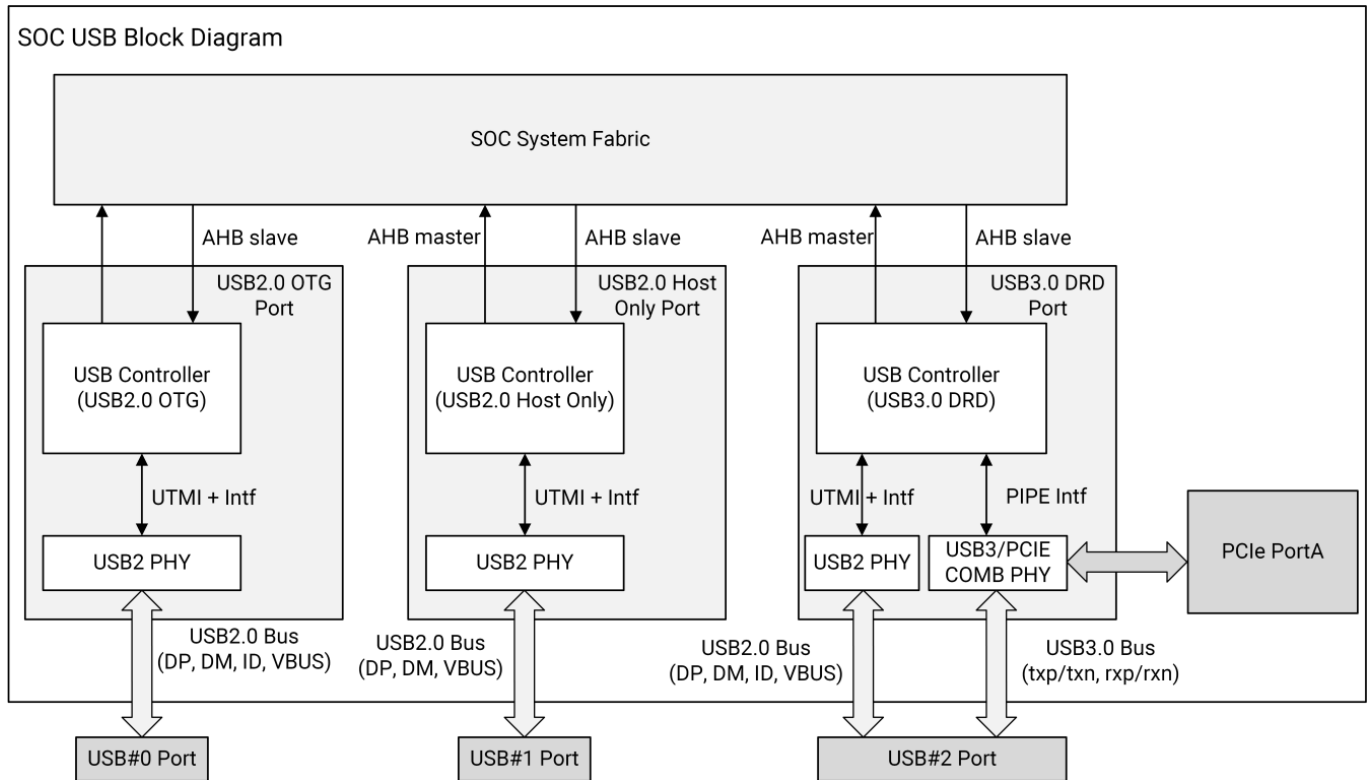 SOC USB Block Diagram
SOC System Fabric
AHB slave
AHB master
AHB slave
AHB master
AHB slave
USB2.0 OTG
Port
USB Controller
(USB2.0 OTG)
UTMI + Intf
USB2 PHY
USB2.0 Host
Only Port
USB Controller
(USB2.0 Host Only)
UTMI + Intf
USB2 PHY
USB3.0 DRD
Port
USB Controller
(USB3.0 DRD)
UTMI + Intf
PIPE Intf
USB2 PHY
USB3/PCIE
COMB PHY
PCIe PortA
USB2.0 Bus
(DP, DM, ID, VBUS)
USB2.0 Bus
(DP, DM, VBUS)
USB2.0 Bus
(DP, DM, ID, VBUS)
USB3.0 Bus
(txp/txn, rxp/rxn)
USB#0 Port
USB#1 Port
USB#2 Port